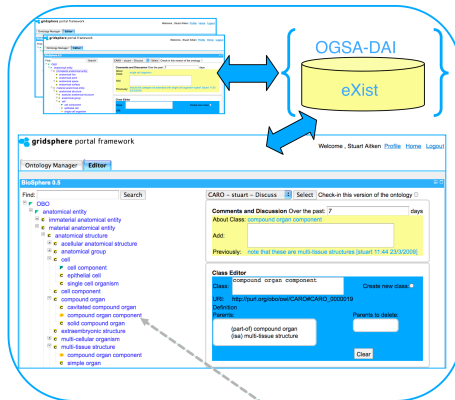 OGSA-DAI
eXist
gridsphere portal framework
Welcome , Stuart Aitken Profile Home Logout
Ontology Manager Editor
BioSphere 0.5
Find: Search
CARO – stuart – Discuss Select Check-in this version of the ontology
OBO
anatomical entity
immaterial anatomical entity
material anatomical entity
anatomical structure
acellular anatomical structure
anatomical group
cell
cell component
epithelial cell
single cell organism
cell component
compound organ
cavitated compound organ
compound organ component
solid compound organ
extraembryonic structure
multi-cellular organism
multi-tissue structure
compound organ component
simple organ
Comments and Discussion Over the past: 7 days
About Class: compound organ component
Add:
Previously: note that these are multi-tissue structures [stuart 11:44 23/3/2009]
Class Editor
Class: compound organ component Create new class:
URI: http://purl.org/obo/owl/CARO#CARO_0000019
Definition
Parents: Parents to delete:
(part-of) compound organ
(isa) multi-tissue structure
Clear